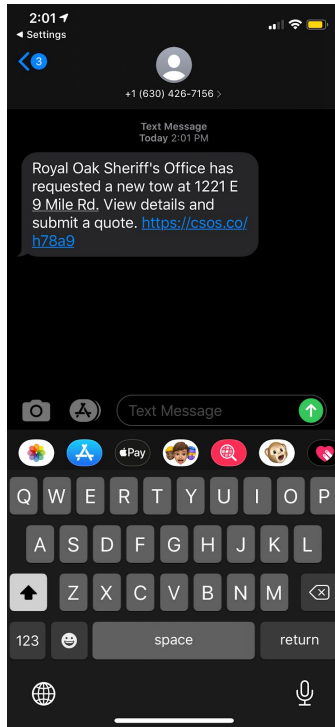 2:01
◀ Settings
3
+1 (630) 426-7156 >
Text Message
Today 2:01 PM
Royal Oak Sheriff's Office has
requested a new tow at 1221 E
9 Mile Rd. View details and
submit a quote. https://csos.co/
h78a9
Text Message
Pay
Q W E R T Y U I O P
A S D F G H J K L
Z X C V B N M
123 space return